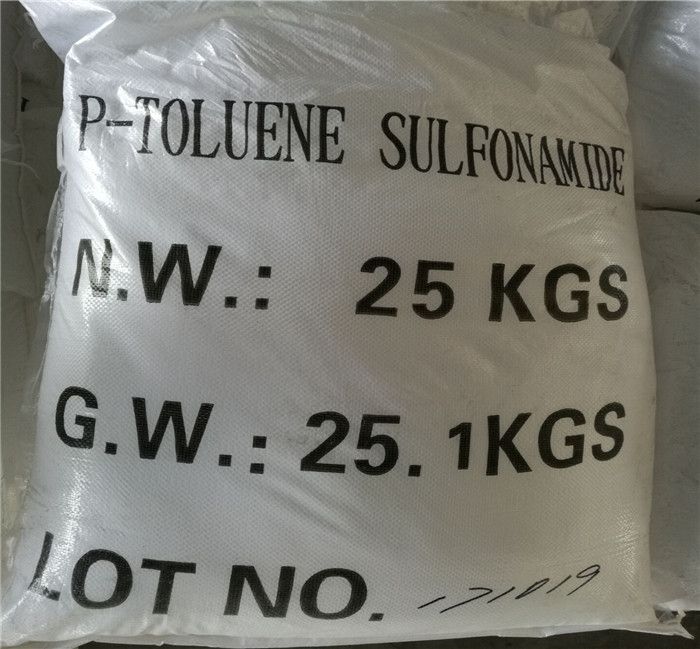 P-TOLUENE SULFONAMIDE
N.W.: 25 KGS
G.W.: 25.1KGS
LOT NO. 171019